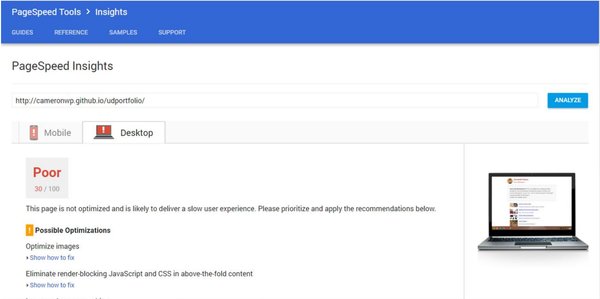 PageSpeed Tools > Insights
GUIDES REFERENCE SAMPLES SUPPORT
PageSpeed Insights
http://cameronwp.github.io/udportfolio/ ANALYZE
Mobile Desktop
Poor
30 / 100
This page is not optimized and is likely to deliver a slow user experience. Please prioritize and apply the recommendations below.
! Possible Optimizations
Optimize images
Show how to fix
Eliminate render-blocking JavaScript and CSS in above-the-fold content
Show how to fix